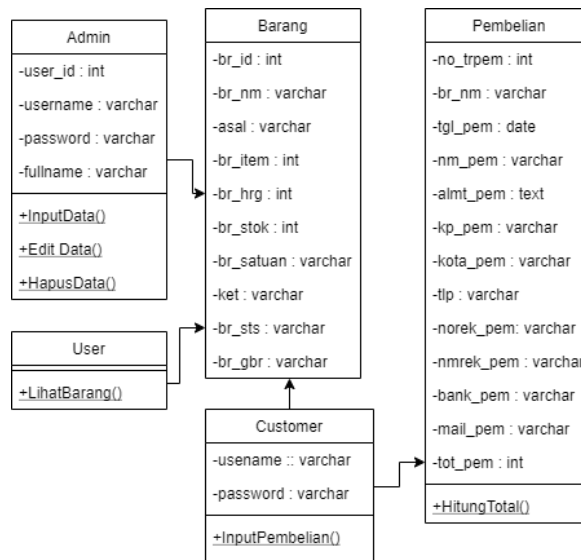 Admin
-user_id : int
-username : varchar
-password : varchar
-fullname : varchar
+InputData()
+Edit Data()
+HapusData()
User
+LihatBarang()
Barang
-br_id : int
-br_nm : varchar
-asal : varchar
-br_item : int
-br_hrg : int
-br_stok : int
-br_satuan : varchar
-ket : varchar
-br_sts : varchar
-br_gbr : varchar
Customer
-usename :: varchar
-password : varchar
+InputPembelian()
Pembelian
-no_trpem : int
-br_nm : varchar
-tgl_pem : date
-nm_pem : varchar
-almt_pem : text
-kp_pem : varchar
-kota_pem : varchar
-tlp : varchar
-norek_pem: varchar
-nmrek_pem : varchar
-bank_pem : varchar
-mail_pem : varchar
-tot_pem : int
+HitungTotal()